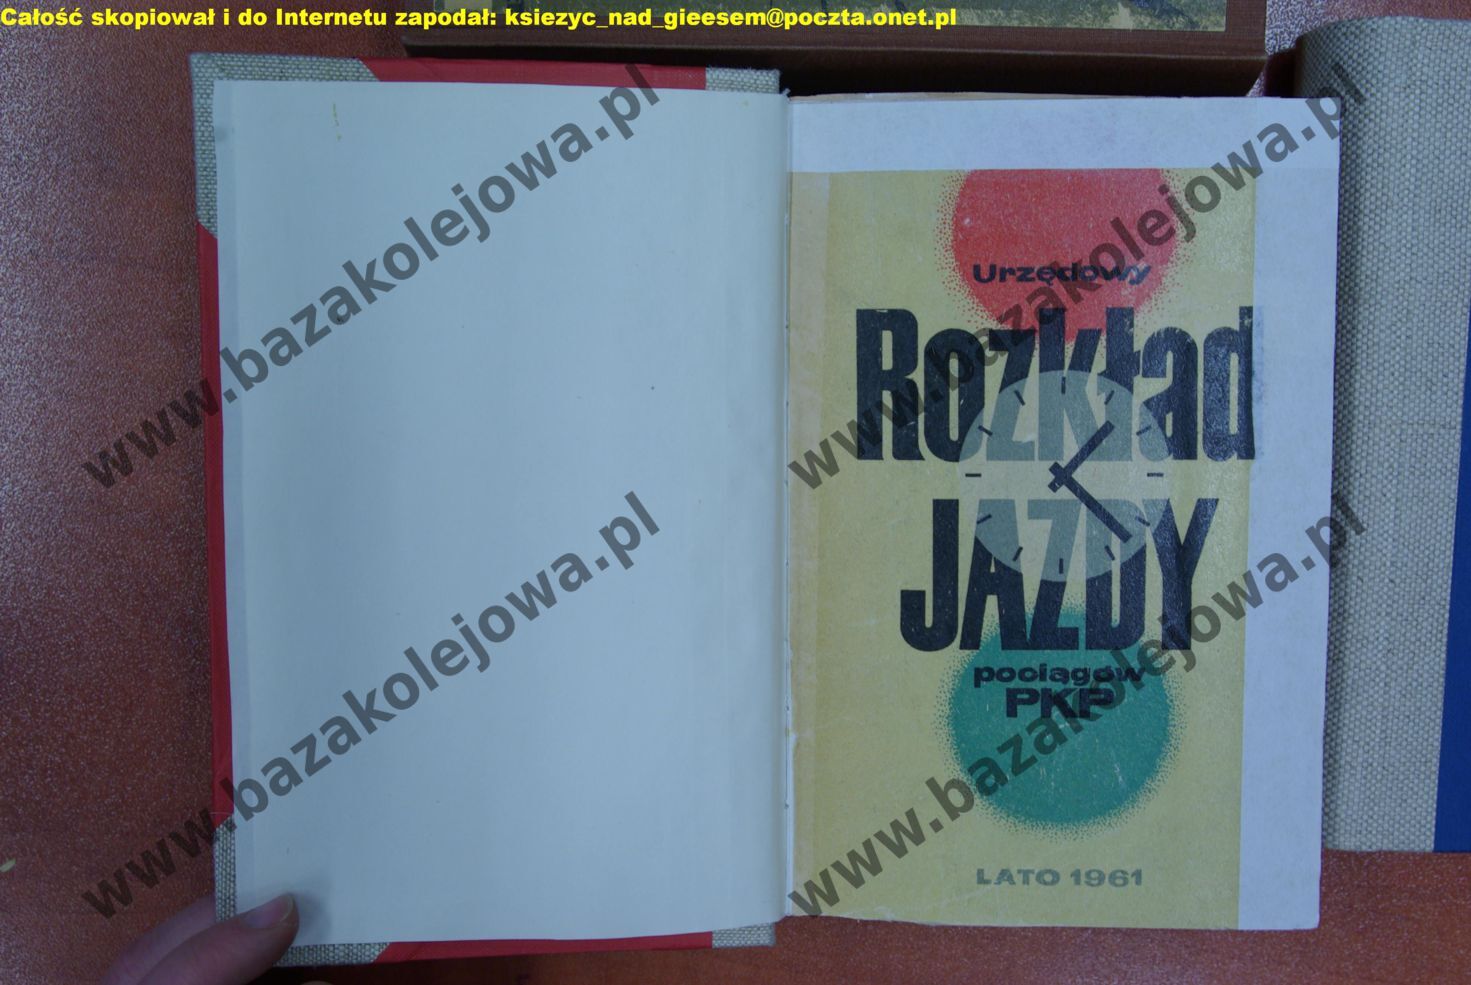 Całość skopiował i do Internetu zapodał: ksiezyc_nad_gieesem@poczta.onet.pl
Urzędowy
Rozkład
JAZDY
pociągów
PKP
LATO 1961
www.bazakolejowa.pl
www.bazakolejowa.pl
www.bazakolejowa.pl
www.bazakolejowa.pl